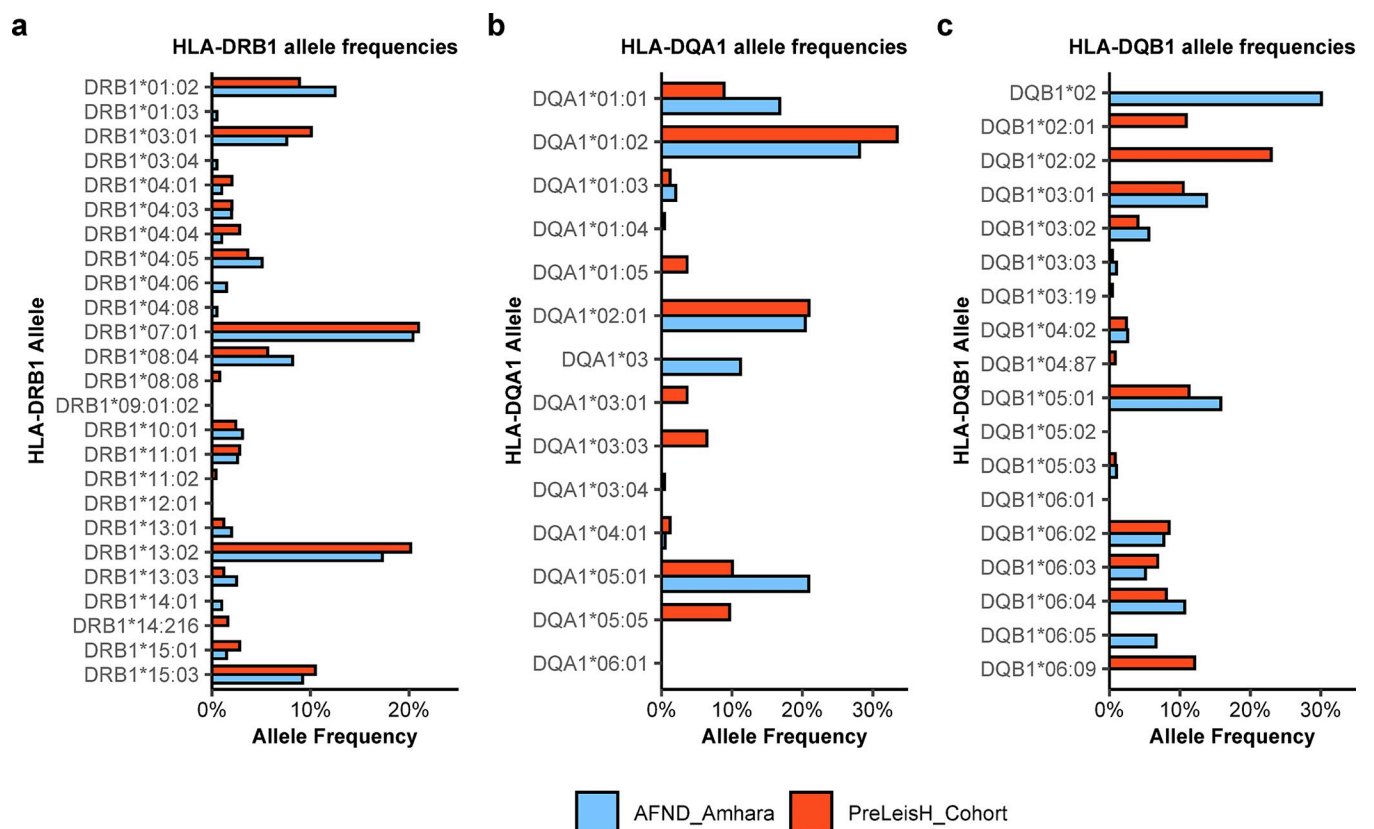 a
HLA-DRB1 allele frequencies
HLA-DRB1 Allele
DRB1*01:02
DRB1*01:03
DRB1*03:01
DRB1*03:04
DRB1*04:01
DRB1*04:03
DRB1*04:04
DRB1*04:05
DRB1*04:06
DRB1*04:08
DRB1*07:01
DRB1*08:04
DRB1*08:08
DRB1*09:01:02
DRB1*10:01
DRB1*11:01
DRB1*11:02
DRB1*12:01
DRB1*13:01
DRB1*13:02
DRB1*13:03
DRB1*14:01
DRB1*14:216
DRB1*15:01
DRB1*15:03
0% 10% 20%
Allele Frequency
b
HLA-DQA1 allele frequencies
HLA-DQA1 Allele
DQA1*01:01
DQA1*01:02
DQA1*01:03
DQA1*01:04
DQA1*01:05
DQA1*02:01
DQA1*03
DQA1*03:01
DQA1*03:03
DQA1*03:04
DQA1*04:01
DQA1*05:01
DQA1*05:05
DQA1*06:01
0% 10% 20% 30%
Allele Frequency
c
HLA-DQB1 allele frequencies
HLA-DQB1 Allele
DQB1*02
DQB1*02:01
DQB1*02:02
DQB1*03:01
DQB1*03:02
DQB1*03:03
DQB1*03:19
DQB1*04:02
DQB1*04:87
DQB1*05:01
DQB1*05:02
DQB1*05:03
DQB1*06:01
DQB1*06:02
DQB1*06:03
DQB1*06:04
DQB1*06:05
DQB1*06:09
0% 10% 20% 30%
Allele Frequency
AFND_Amhara PreLeisH_Cohort